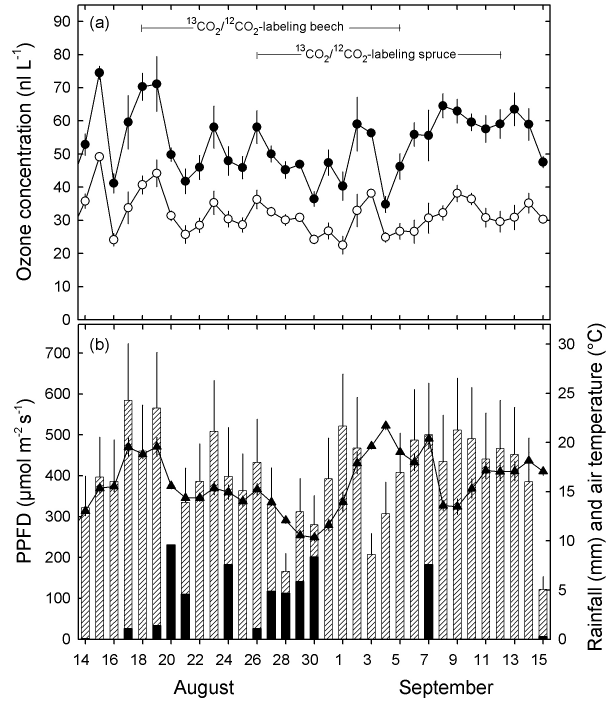 (a)
¹³CO₂/¹²CO₂-labeling beech
¹³CO₂/¹²CO₂-labeling spruce
Ozone concentration (nl L⁻¹)
90
80
70
60
50
40
30
20
10
0
(b)
PPFD (µmol m⁻² s⁻¹)
700
600
500
400
300
200
100
0
30
25
20
15
10
5
0
Rainfall (mm) and air temperature (°C)
14 16 18 20 22 24 26 28 30 1 3 5 7 9 11 13 15
August September